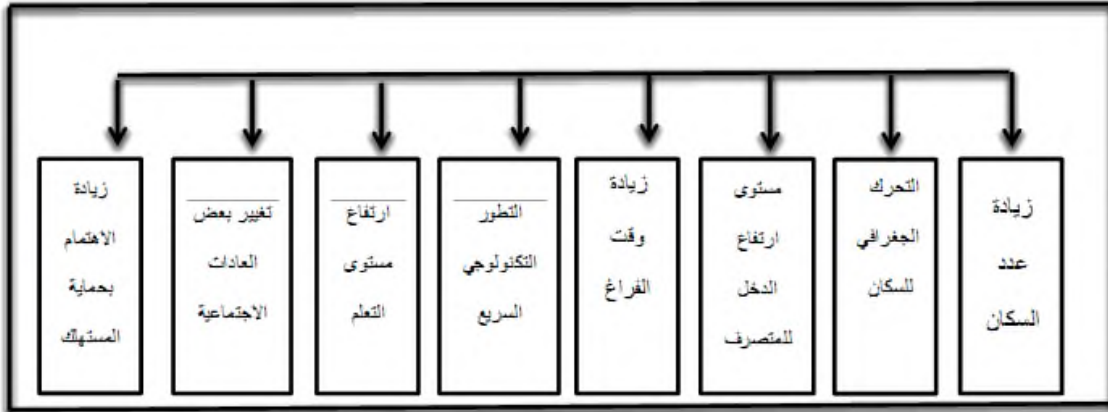 زيادة
عدد
السكان
التحرك
الجغرافي
للسكان
مستوى
ارتفاع
الدخل
للمتصرف
زيادة
وقت
الفراغ
التطور
التكنولوجي
السريع
ارتفاع
مستوى
التعلم
تغيير بعض
العادات
الاجتماعية
زيادة
الاهتمام
بحماية
المستهلك